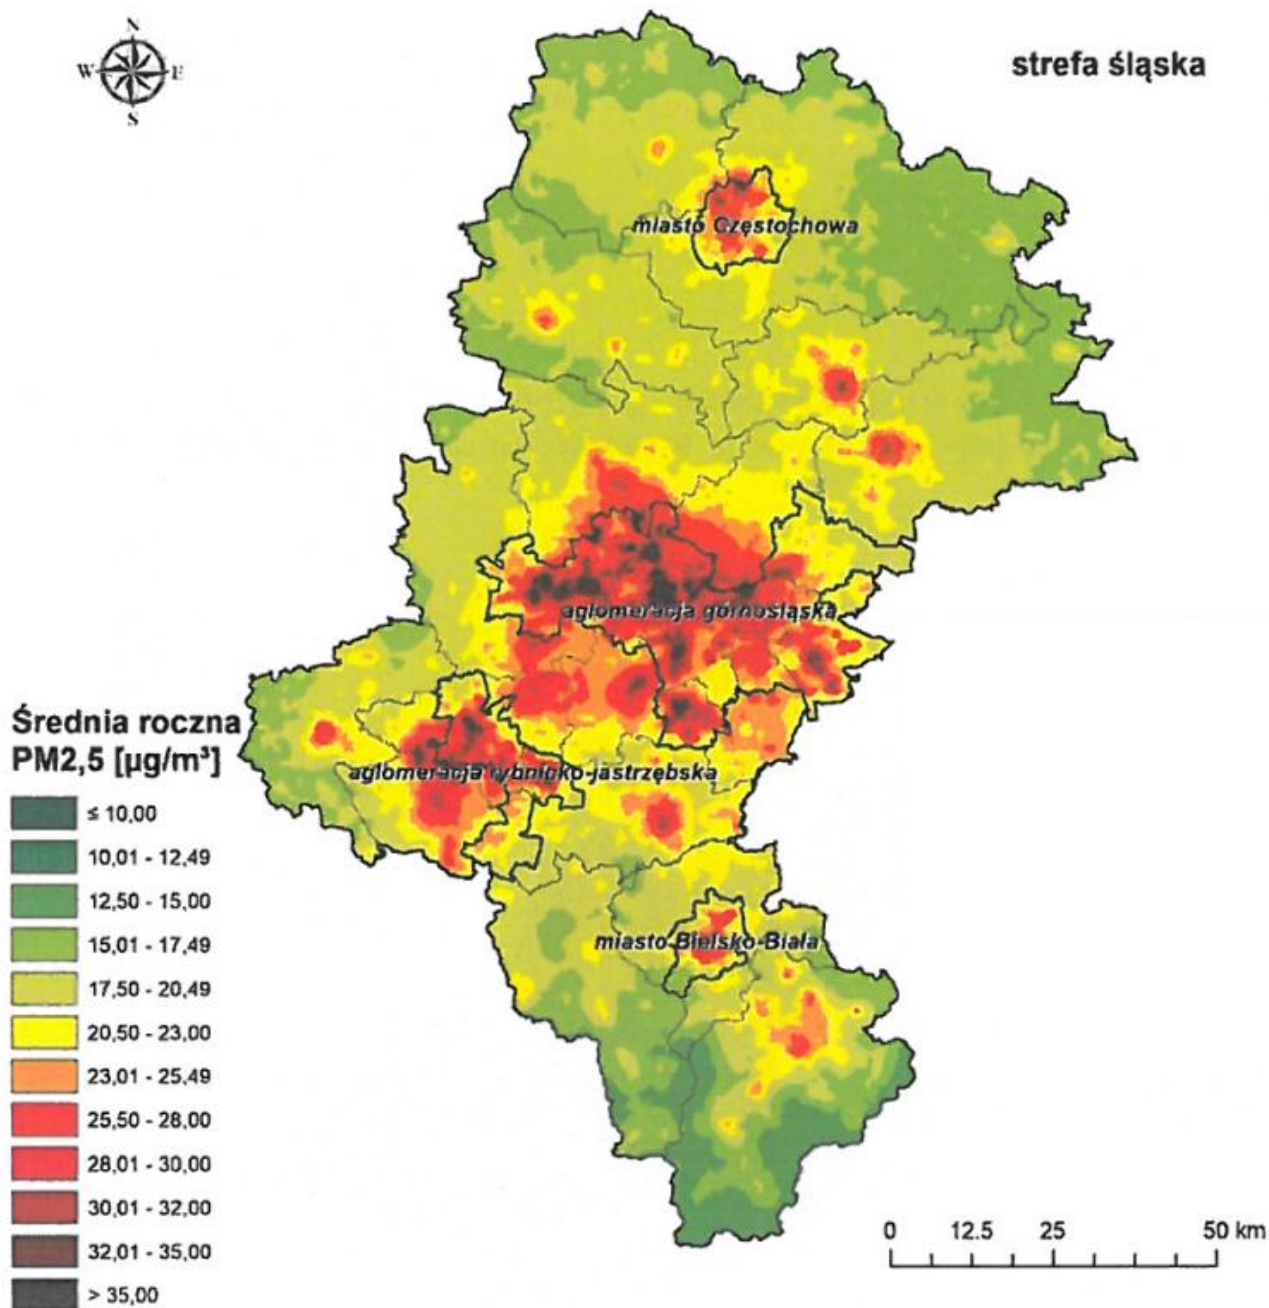 N
W E
S
strefa śląska
miasto Częstochowa
aglomeracja górnośląska
Średnia roczna
PM2,5 [µg/m³]
aglomeracja rybnicko-jastrzębska
≤ 10,00
10,01 - 12,49
12,50 - 15,00
15,01 - 17,49
miasto Bielsko-Biała
17,50 - 20,49
20,50 - 23,00
23,01 - 25,49
25,50 - 28,00
28,01 - 30,00
30,01 - 32,00
32,01 - 35,00
> 35,00
0 12.5 25 50 km